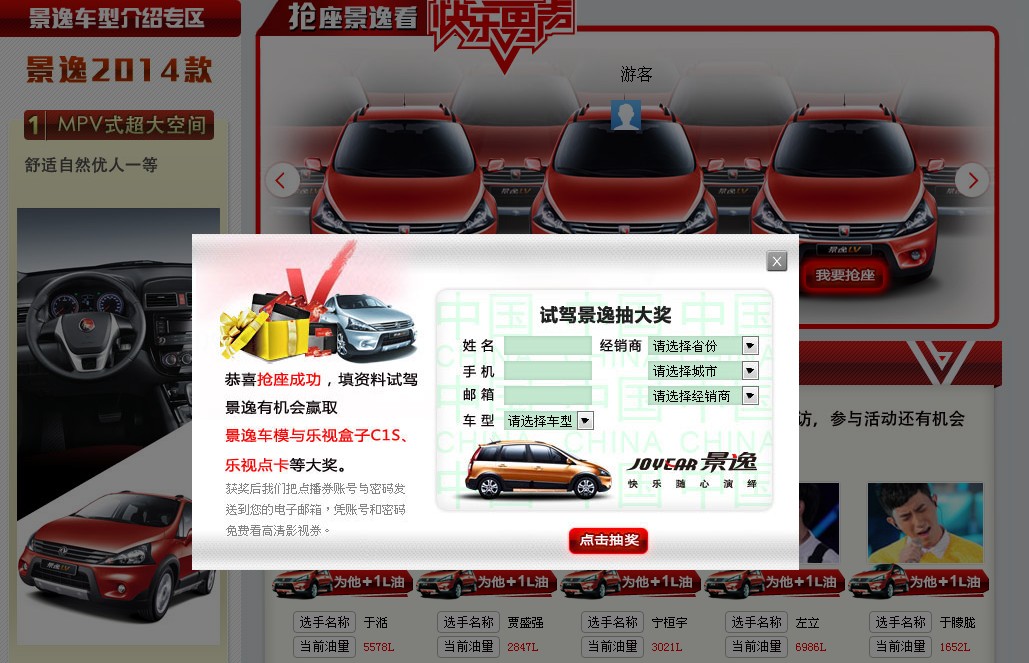 景逸车型介绍专区
景逸2014款
1 MPV式超大空间
舒适自然优人一等
抢座景逸看
快乐男声
游客
景逸LV
我要抢座
X
恭喜抢座成功，填资料试驾
景逸有机会赢取
景逸车模与乐视盒子C1S、
乐视点卡等大奖。
获奖后我们把点播券账号与密码发
送到您的电子邮箱，凭账号和密码
免费看高清影视券。
试驾景逸抽大奖
姓 名 经销商 请选择省份
手 机 请选择城市
邮 箱 请选择经销商
车 型 请选择车型
中国 中国 中国
CHINA CHINA CHINA
JOYEAR 景逸
快 乐 随 心 演 绎
点击抽奖
访，参与活动还有机会
为他+1L油 为他+1L油 为他+1L油 为他+1L油 为他+1L油
选手名称 于湉 选手名称 贾盛强 选手名称 宁桓宇 选手名称 左立 选手名称 于朦胧
当前油量 5578L 当前油量 2847L 当前油量 3021L 当前油量 6986L 当前油量 1652L